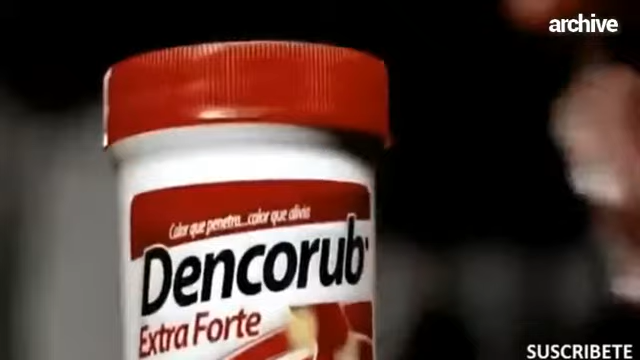 archive
Calor que penetra...calor que alivia
Dencorub
Extra Forte
SUSCRIBETE